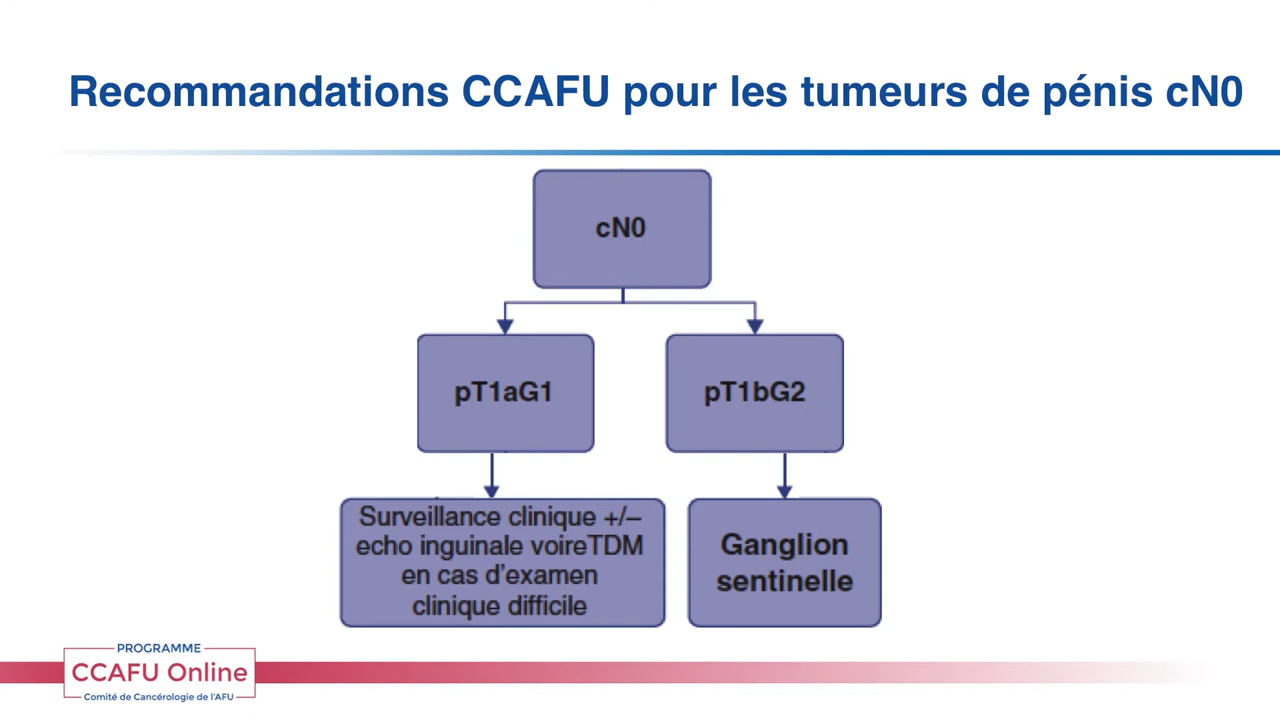 Recommandations CCAFU pour les tumeurs de pénis cN0
cN0
pT1aG1
pT1bG2
Surveillance clinique +/–
echo inguinale voireTDM
en cas d'examen
clinique difficile
Ganglion
sentinelle
PROGRAMME
CCAFU Online
Comité de Cancérologie de l'AFU